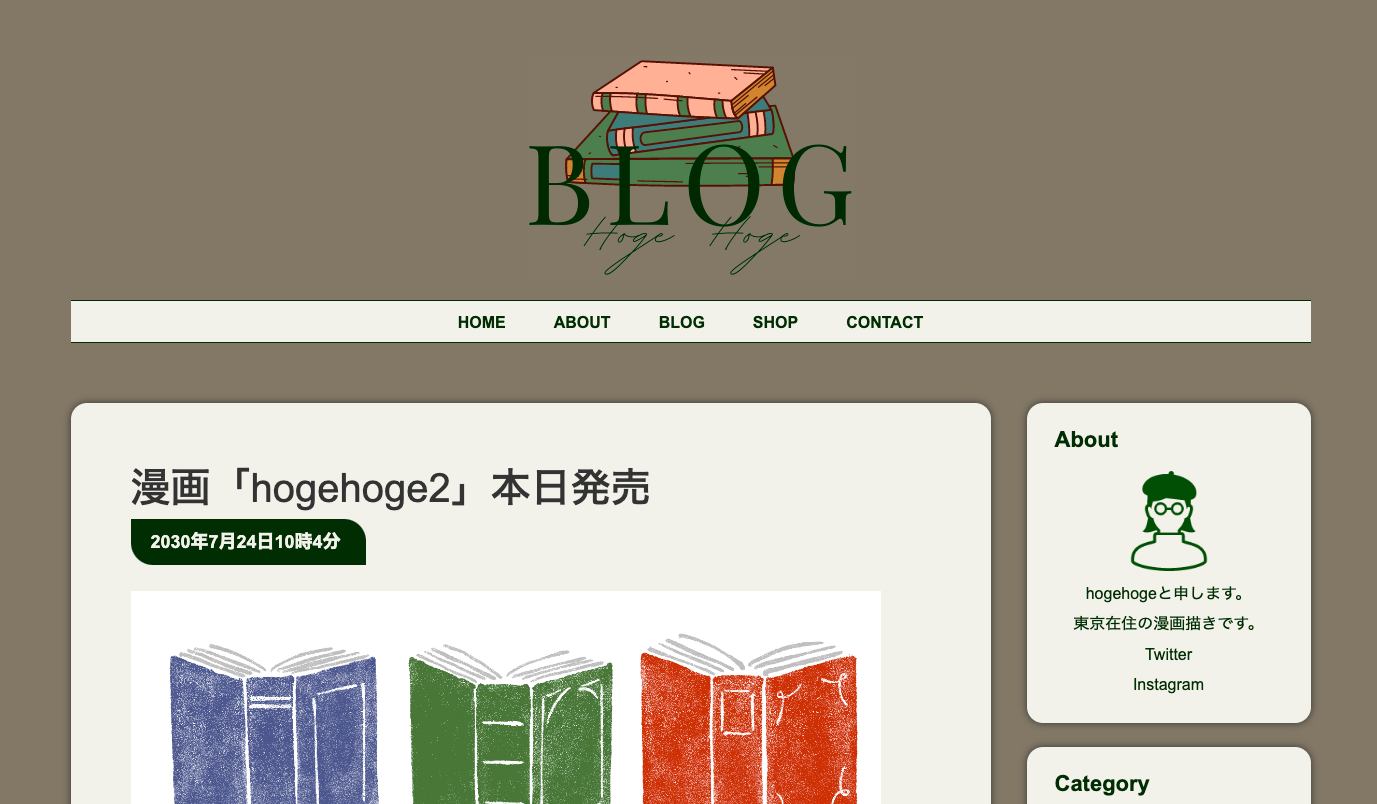 BLOG
Hoge Hoge
HOME ABOUT BLOG SHOP CONTACT
漫画「hogehoge2」本日発売
2030年7月24日10時4分
About
hogehogeと申します。
東京在住の漫画描きです。
Twitter
Instagram
Category